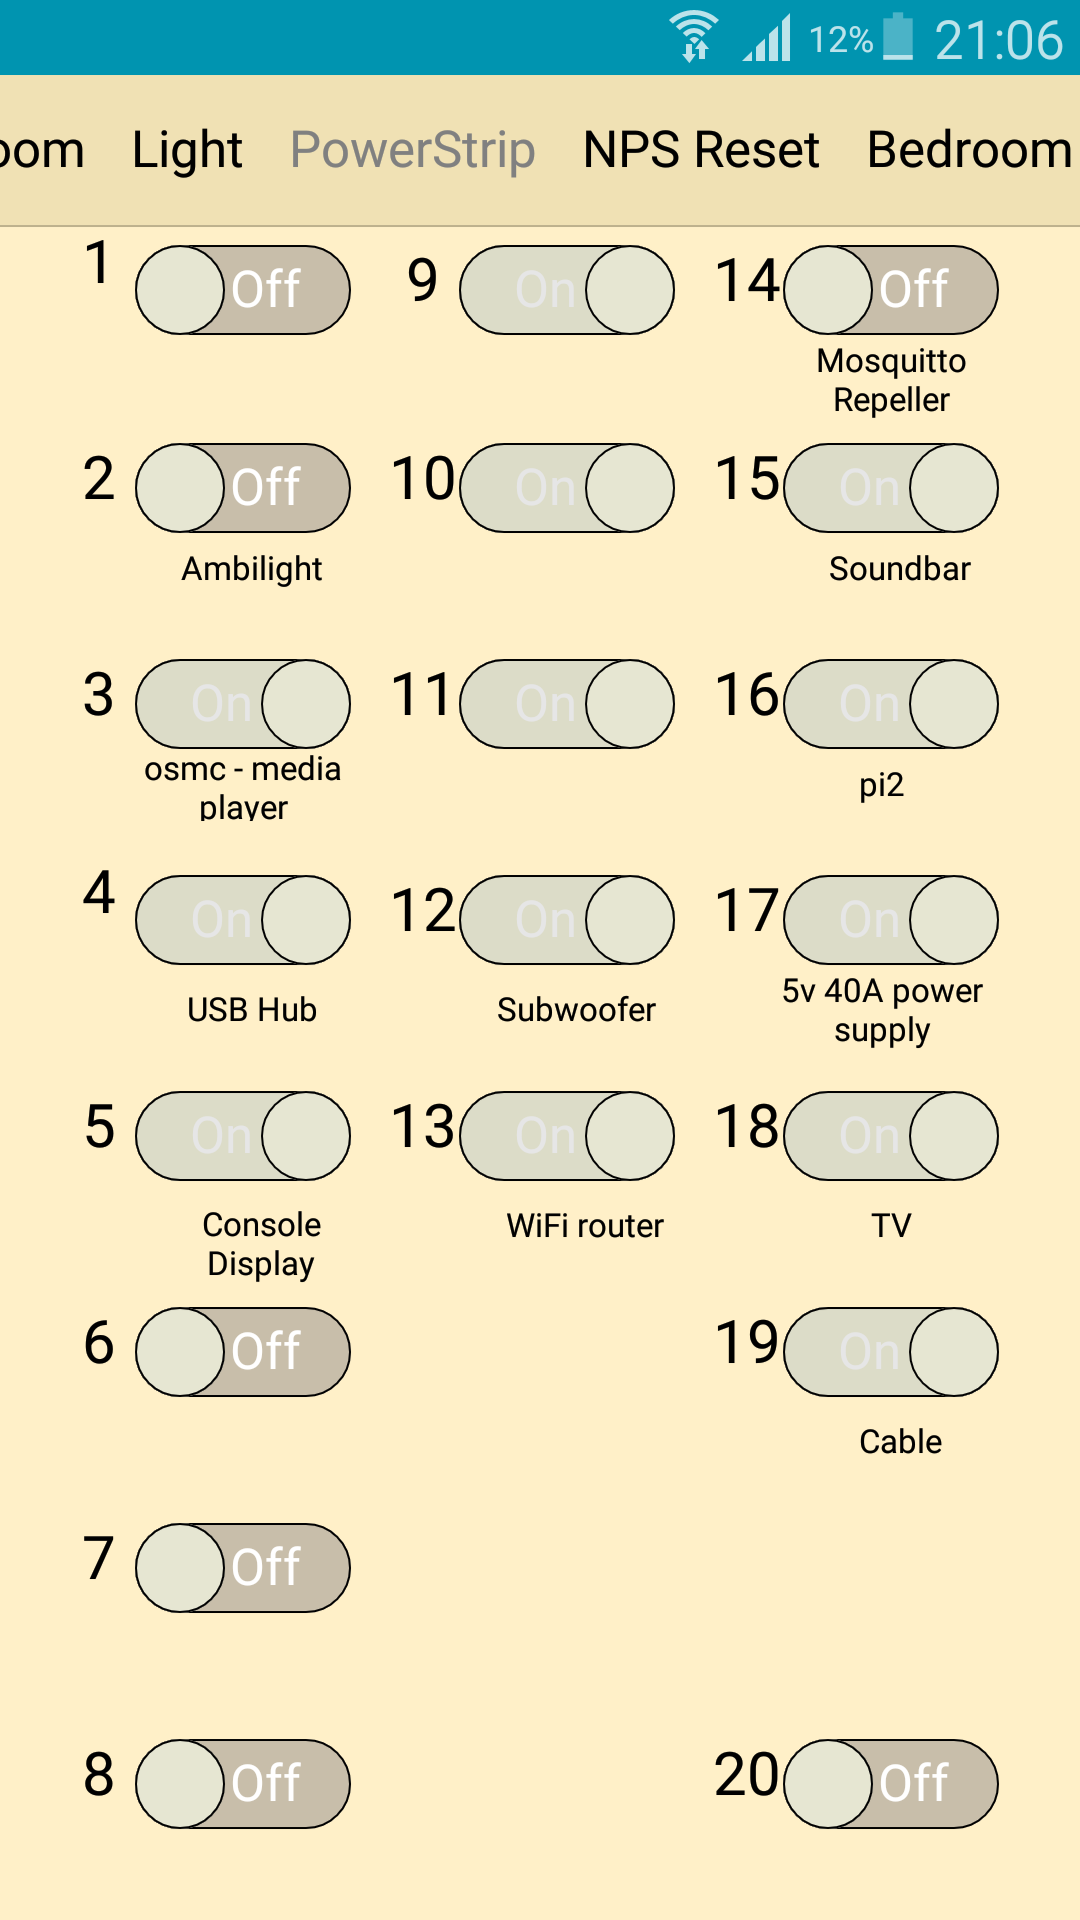 12% 21:06
oom Light PowerStrip NPS Reset Bedroom
1 Off 9 On 14 Off
Mosquitto
Repeller
2 Off 10 On 15 On
Ambilight Soundbar
3 On 11 On 16 On
osmc - media
player
pi2
4 On 12 On 17 On
USB Hub Subwoofer 5v 40A power
supply
5 On 13 On 18 On
Console WiFi router TV
Display
6 Off 19 On
Cable
7 Off
8 Off 20 Off